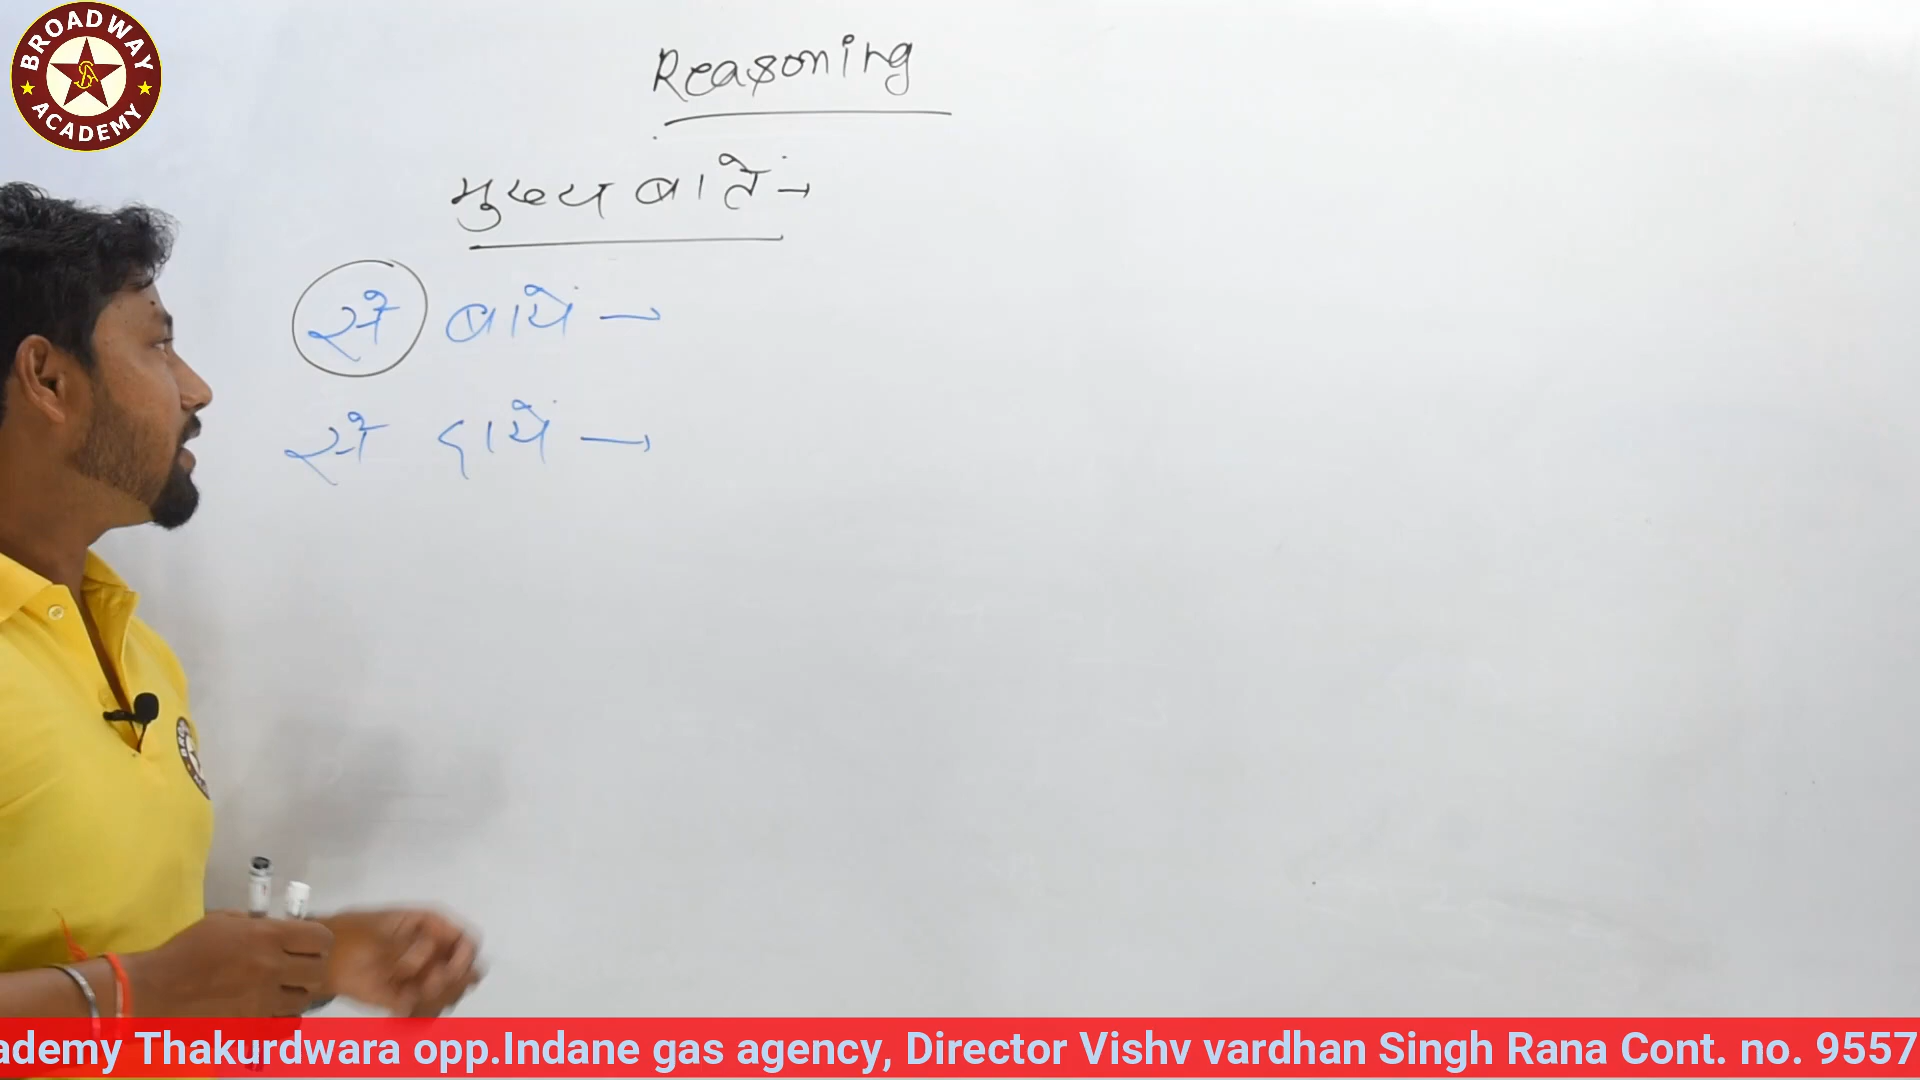 BROADWAY
ACADEMY
Reasoning
मुख्य बातें→
से बायें →
से दायें →
ademy Thakurdwara opp.Indane gas agency, Director Vishv vardhan Singh Rana Cont. no. 9557